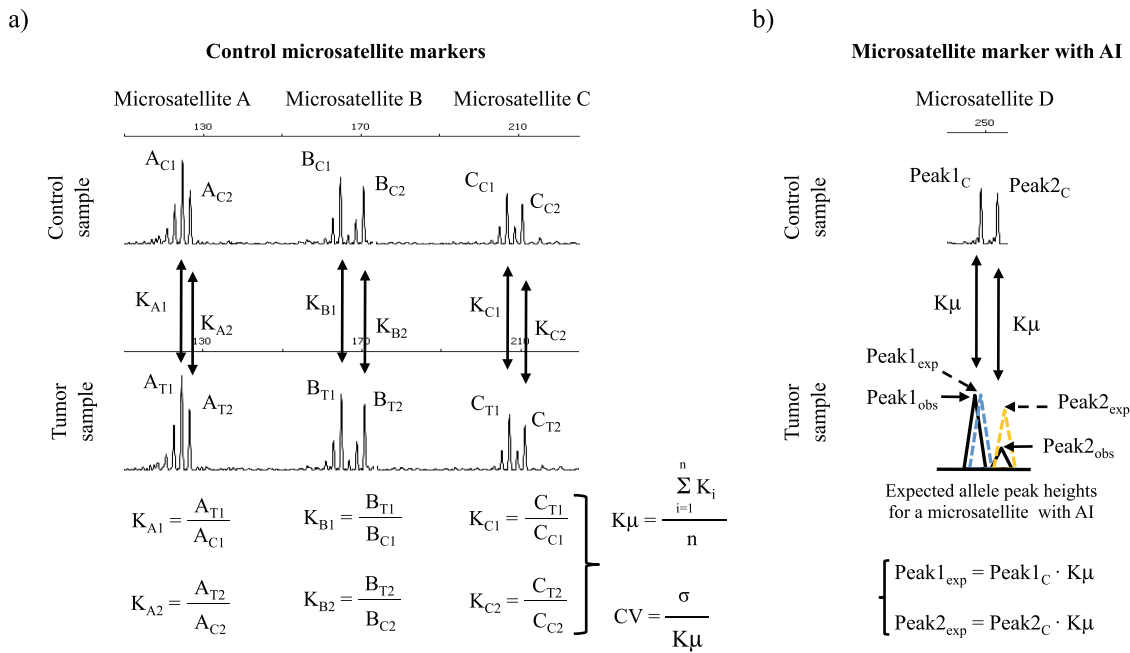 a)
Control microsatellite markers
Microsatellite A
Microsatellite B
Microsatellite C
130
170
210
Control
sample
A_C1
A_C2
B_C1
B_C2
C_C1
C_C2
K_A1
K_A2
K_B1
K_B2
K_C1
K_C2
130
170
210
Tumor
sample
A_T1
A_T2
B_T1
B_T2
C_T1
C_T2
K_A1 = A_T1 / A_C1
K_B1 = B_T1 / B_C1
K_C1 = C_T1 / C_C1
K_A2 = A_T2 / A_C2
K_B2 = B_T2 / B_C2
K_C2 = C_T2 / C_C2
Kμ = n Σ i=1 K_i / n
CV = σ / Kμ
b)
Microsatellite marker with AI
Microsatellite D
250
Control
sample
Peak1_C
Peak2_C
Kμ
Kμ
Tumor
sample
Peak1_exp
Peak1_obs
Peak2_exp
Peak2_obs
Expected allele peak heights
for a microsatellite with AI
Peak1_exp = Peak1_C · Kμ
Peak2_exp = Peak2_C · Kμ